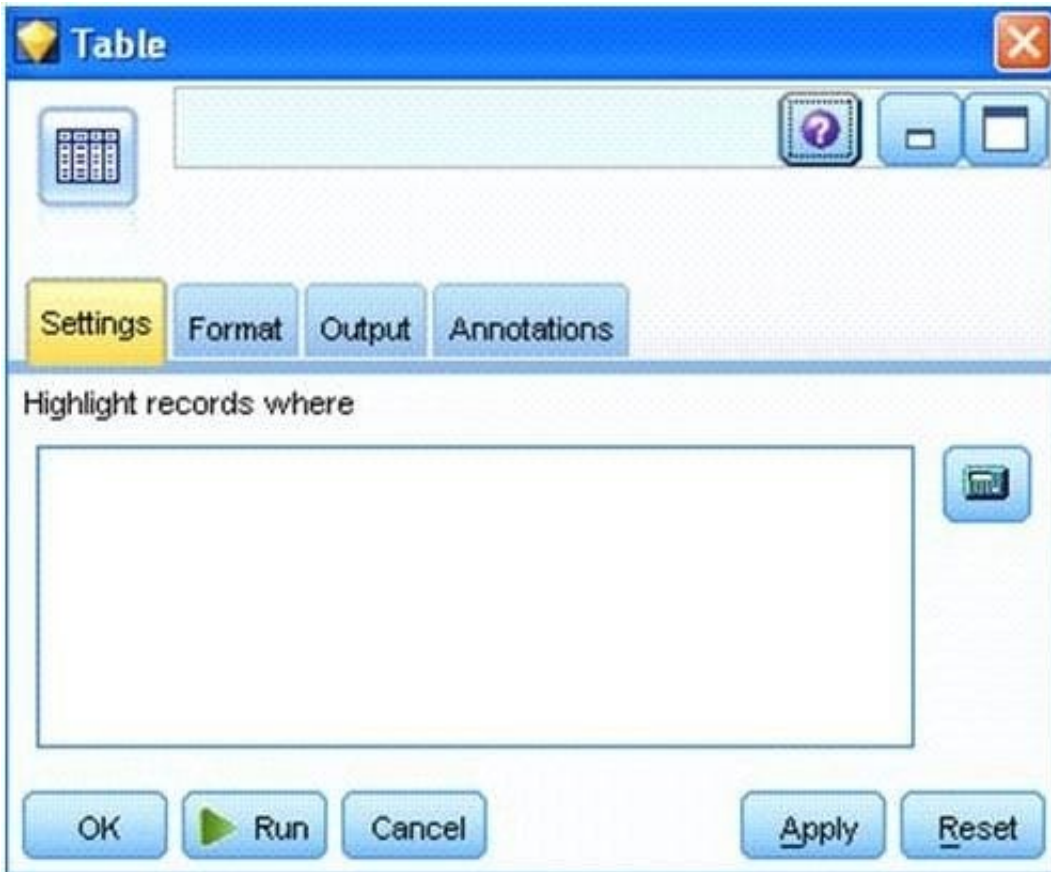 Table
Settings Format Output Annotations
Highlight records where
OK Run Cancel Apply Reset